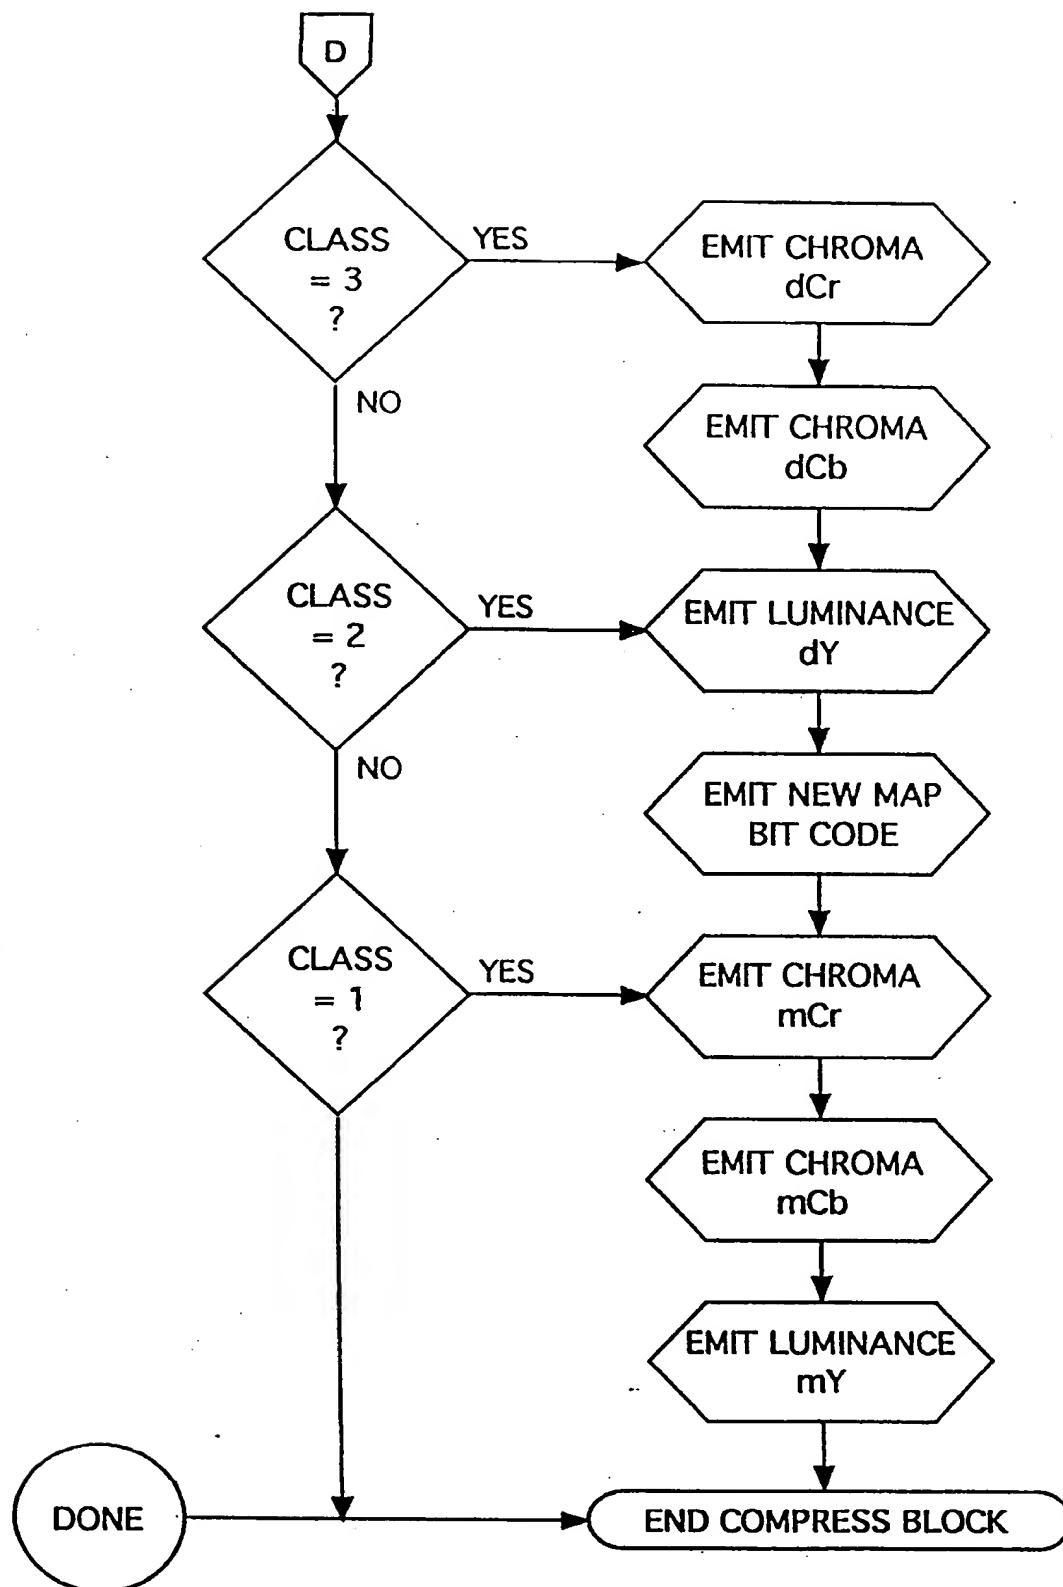 D
CLASS
= 3
?
YES
EMIT CHROMA
dCr
NO
EMIT CHROMA
dCb
CLASS
= 2
?
YES
EMIT LUMINANCE
dY
NO
EMIT NEW MAP
BIT CODE
CLASS
= 1
?
YES
EMIT CHROMA
mCr
EMIT CHROMA
mCb
EMIT LUMINANCE
mY
DONE
END COMPRESS BLOCK